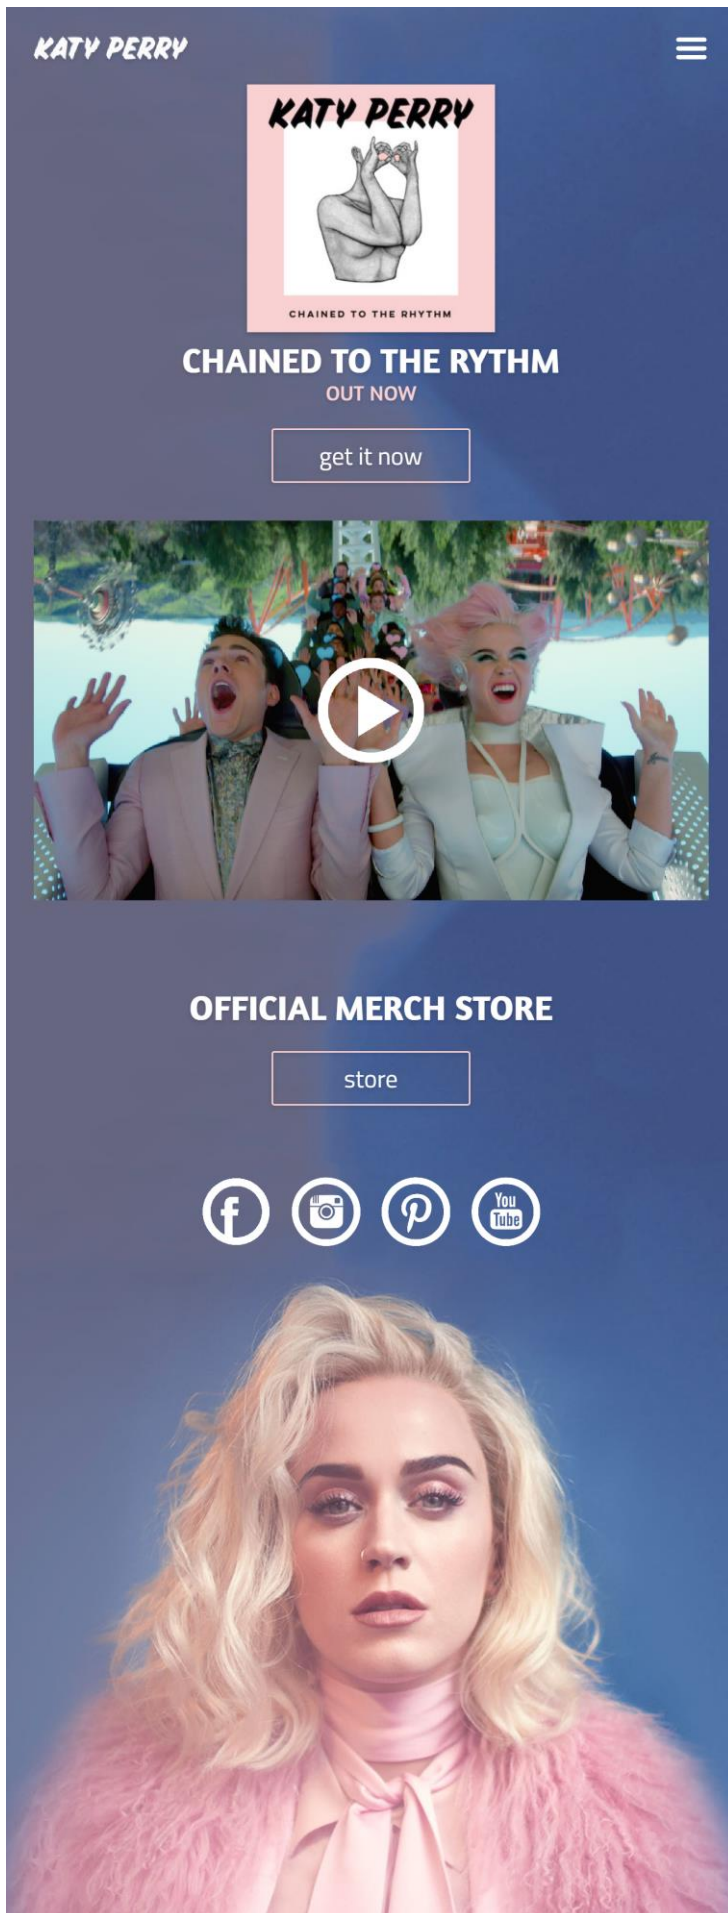 KATY PERRY
KATY PERRY
CHAINED TO THE RHYTHM
CHAINED TO THE RYTHM
OUT NOW
get it now
OFFICIAL MERCH STORE
store
You
Tube